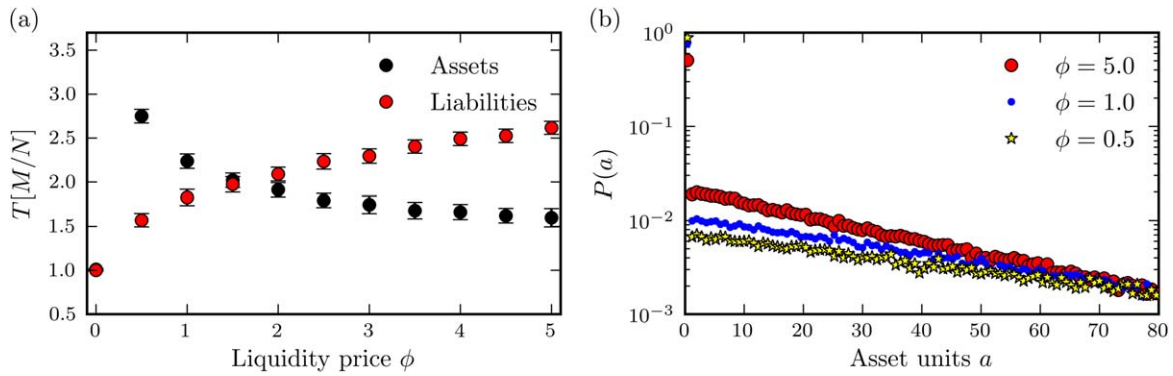 (a)
3.5
3.0
2.5
2.0
1.5
1.0
0.5
T[M/N]
Assets
Liabilities
0 1 2 3 4 5
Liquidity price ϕ
(b)
10⁰
10⁻¹
10⁻²
10⁻³
P(a)
ϕ = 5.0
ϕ = 1.0
ϕ = 0.5
0 10 20 30 40 50 60 70 80
Asset units a